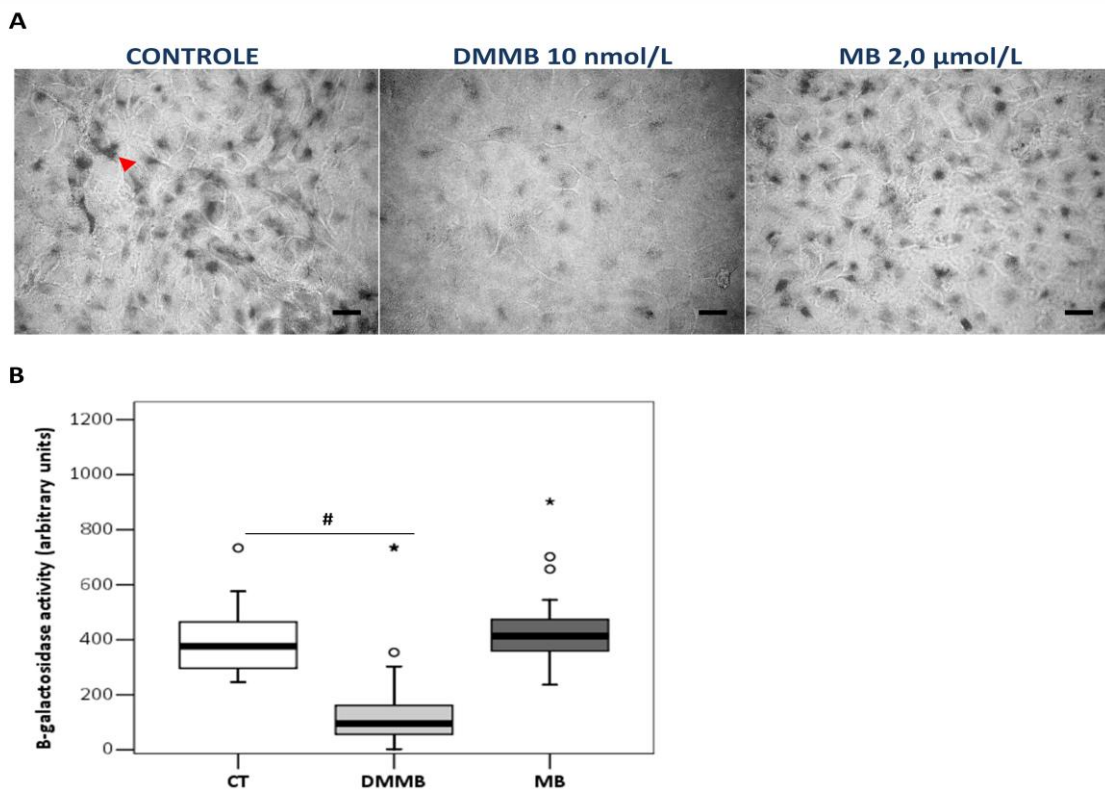 A
CONTROLE
DMMB 10 nmol/L
MB 2,0 µmol/L
B
B-galactosidase activity (arbitrary units)
1200
1000
800
600
400
200
0
#
*
*
CT
DMMB
MB